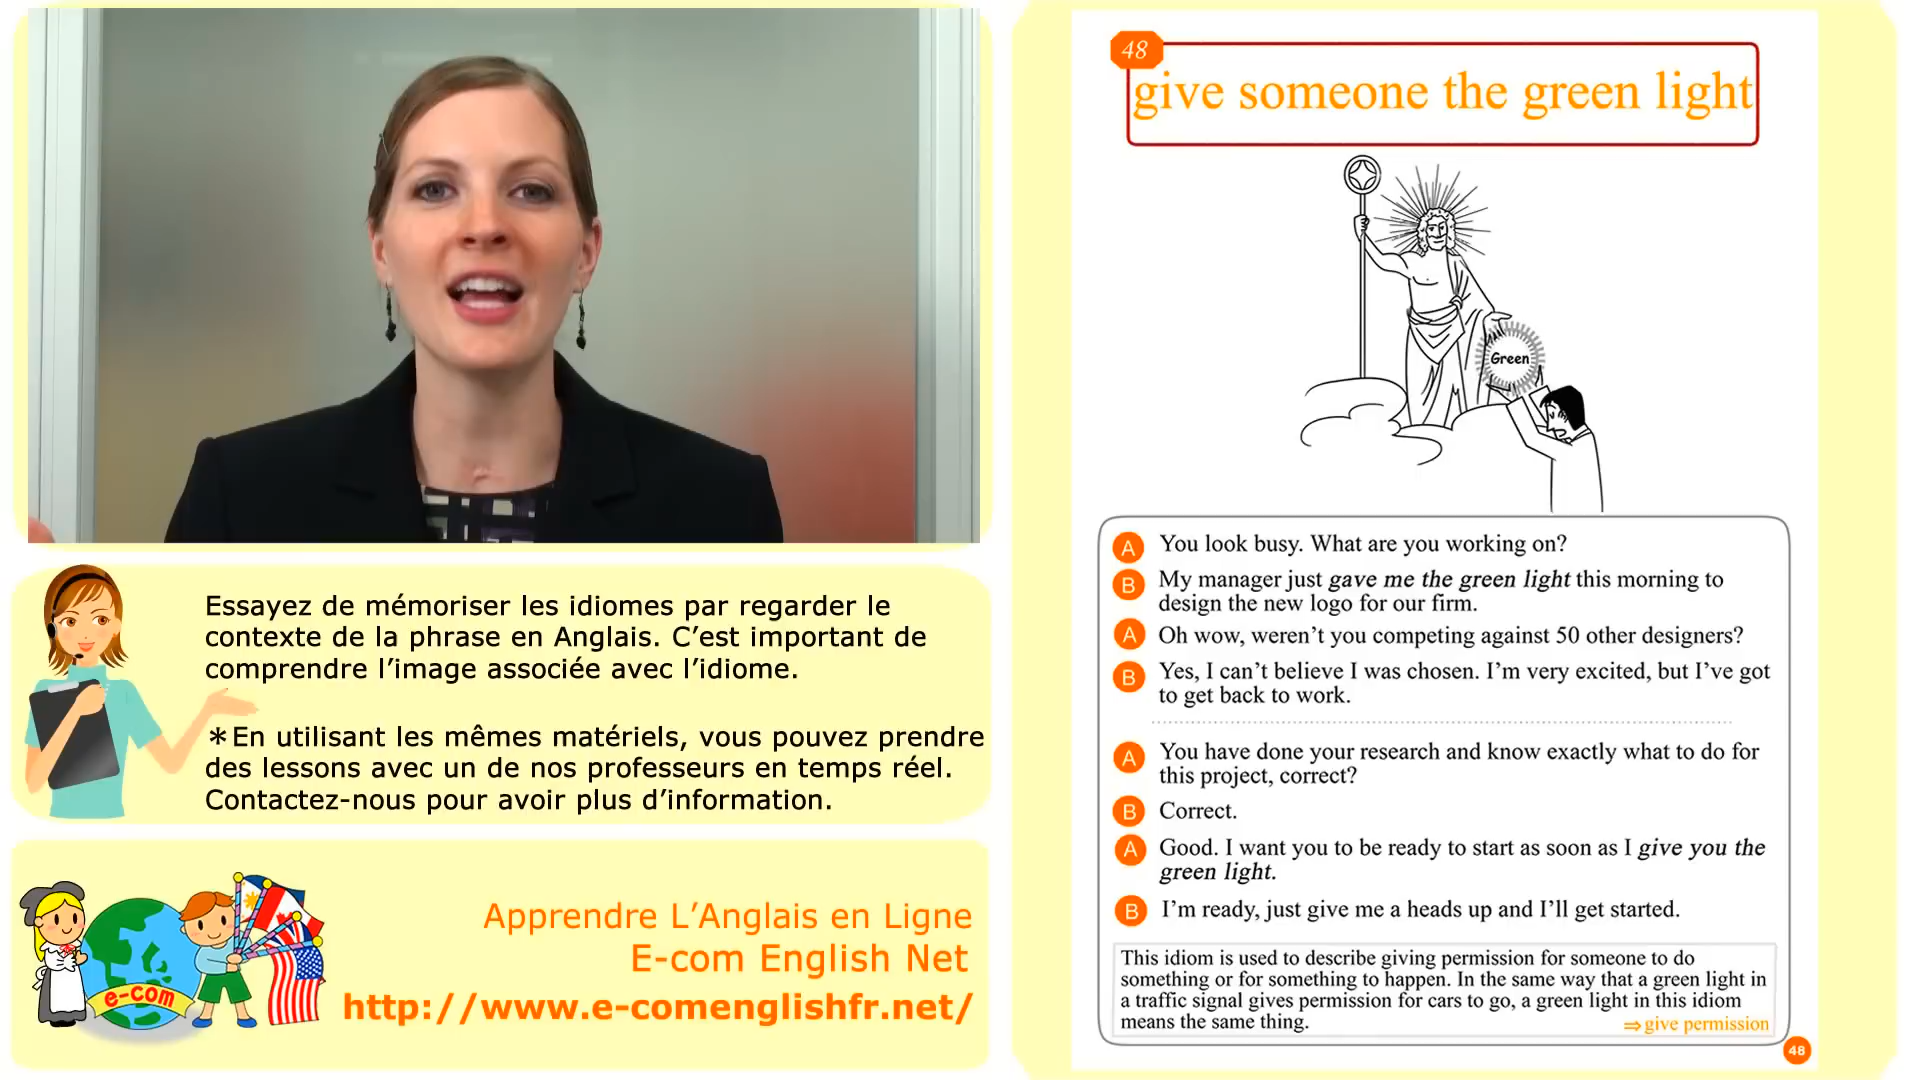 48
give someone the green light
Green
A You look busy. What are you working on?
B My manager just gave me the green light this morning to
design the new logo for our firm.
A Oh wow, weren't you competing against 50 other designers?
B Yes, I can't believe I was chosen. I'm very excited, but I've got
to get back to work.
A You have done your research and know exactly what to do for
this project, correct?
B Correct.
A Good. I want you to be ready to start as soon as I give you the
green light.
B I'm ready, just give me a heads up and I'll get started.
This idiom is used to describe giving permission for someone to do
something or for something to happen. In the same way that a green light in
a traffic signal gives permission for cars to go, a green light in this idiom
means the same thing.
⇒ give permission
48
Essayez de mémoriser les idiomes par regarder le
contexte de la phrase en Anglais. C'est important de
comprendre l'image associée avec l'idiome.
*En utilisant les mêmes matériels, vous pouvez prendre
des lessons avec un de nos professeurs en temps réel.
Contactez-nous pour avoir plus d'information.
e-com
Apprendre L'Anglais en Ligne
E-com English Net
http://www.e-comenglishfr.net/